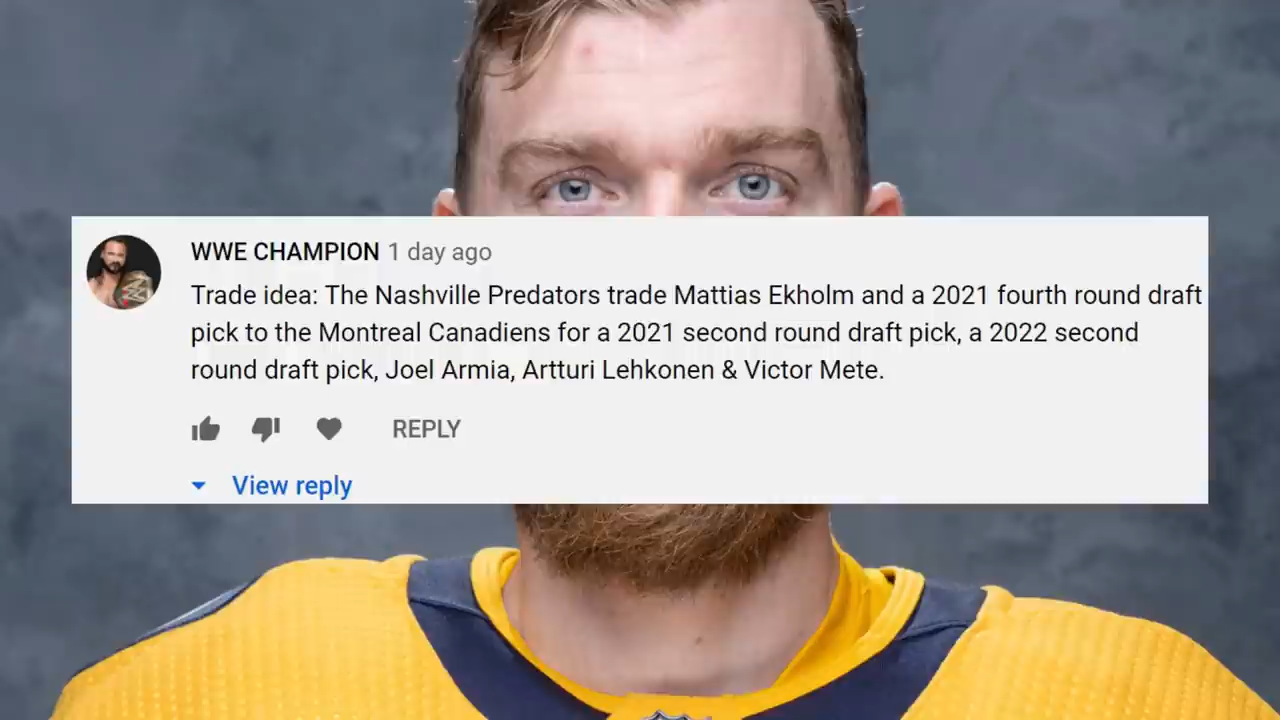 WWE CHAMPION 1 day ago
Trade idea: The Nashville Predators trade Mattias Ekholm and a 2021 fourth round draft
pick to the Montreal Canadiens for a 2021 second round draft pick, a 2022 second
round draft pick, Joel Armia, Artturi Lehkonen & Victor Mete.
REPLY
View reply